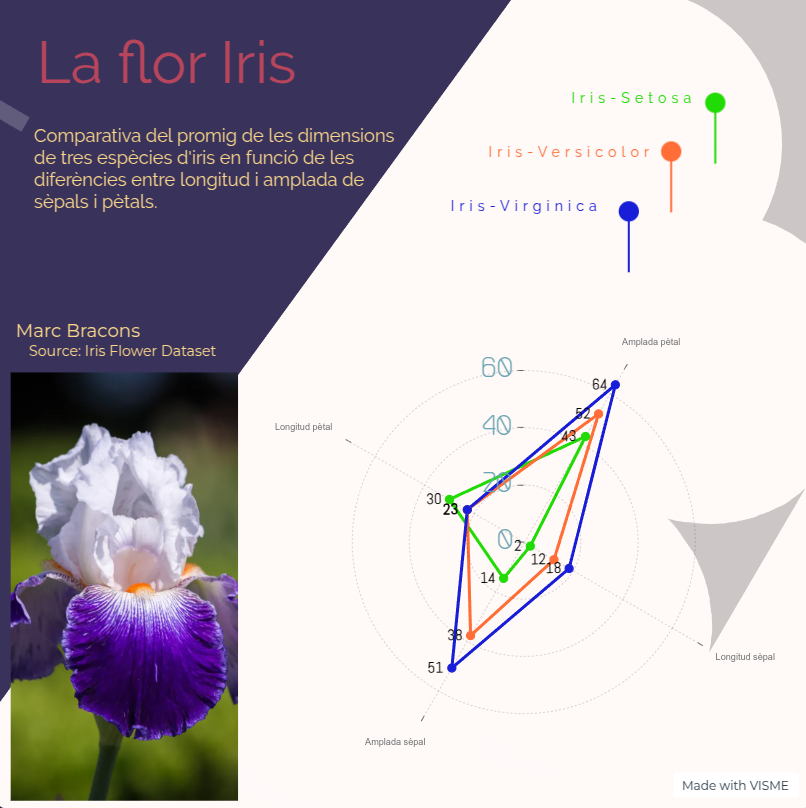 La flor Iris
Comparativa del promig de les dimensions
de tres espècies d'iris en funció de les
diferències entre longitud i amplada de
sèpals i pètals.
Iris-Setosa
Iris-Versicolor
Iris-Virginica
Marc Bracons
Source: Iris Flower Dataset
Amplada pètal
60
64
52
40
43
Longitud pètal
20
30
23
0
2
12
18
14
38
51
Longitud sèpal
Amplada sèpal
Made with VISME